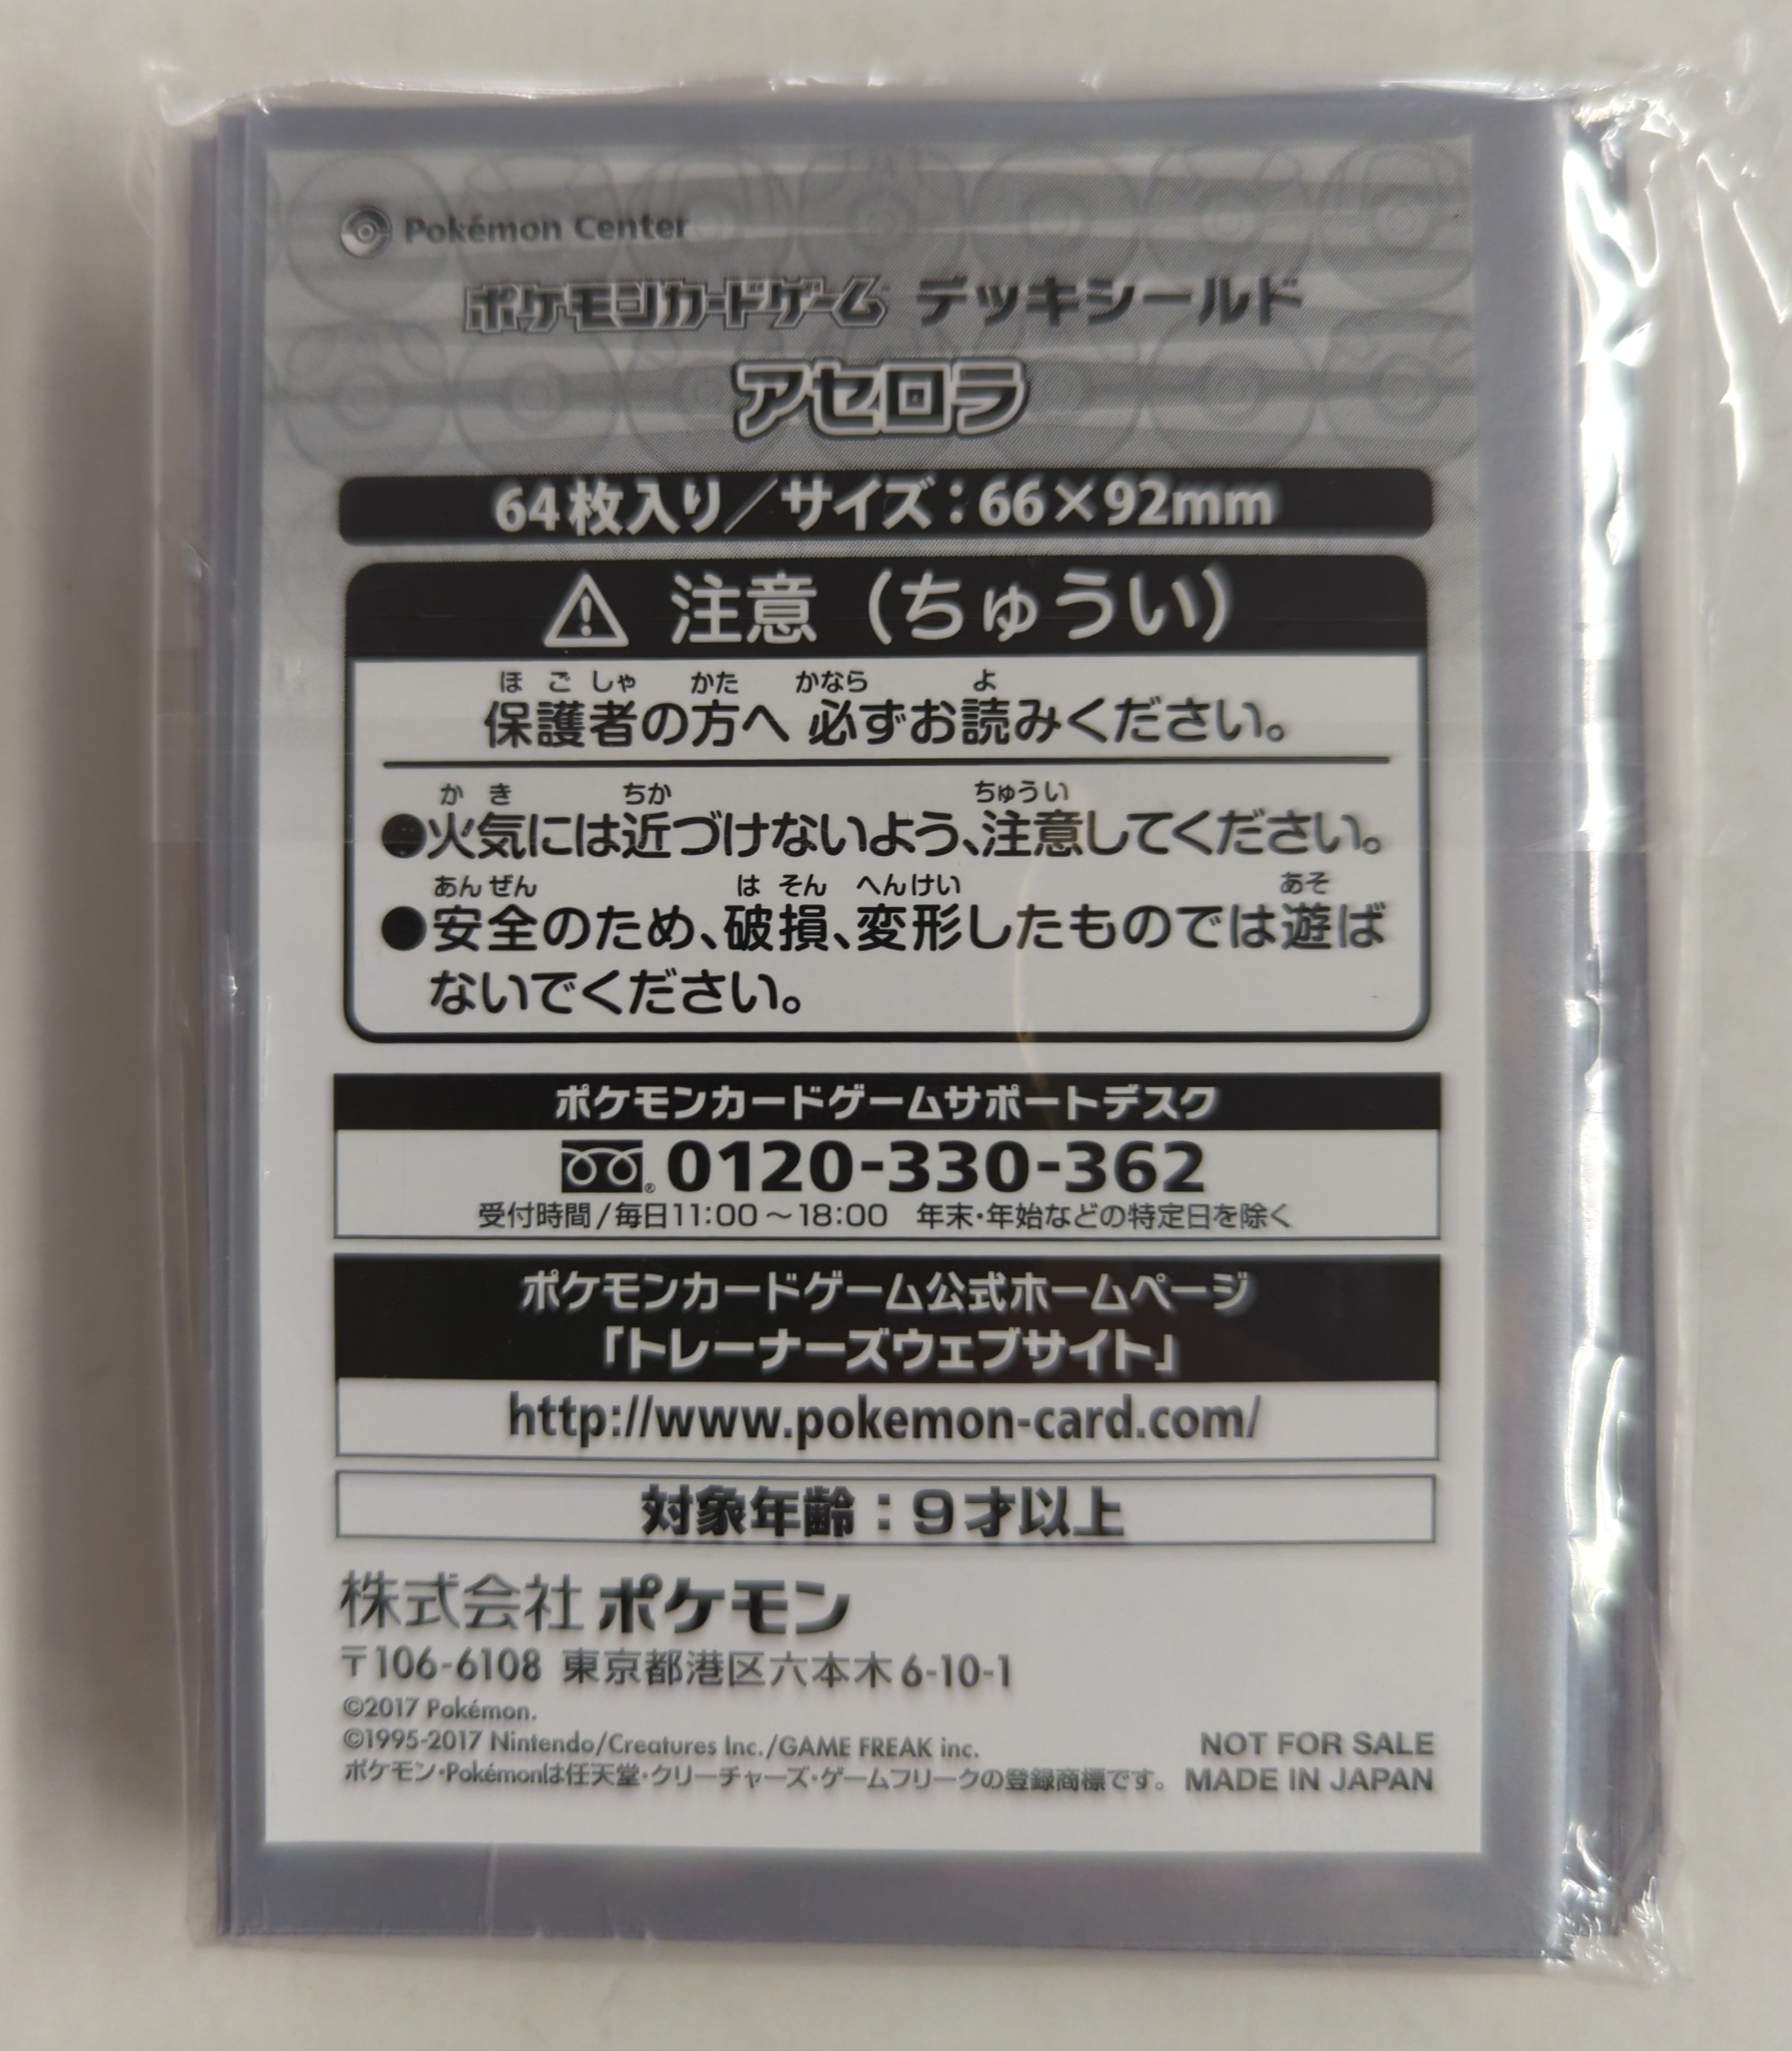 Pokémon Center
ポケモンカードゲーム デッキシールド
アセロラ
64枚入り／サイズ：66×92mm
注意（ちゅうい）
ほごしゃ かた かなら よ
保護者の方へ 必ずお読みください。
かき ちか ちゅうい
●火気には近づけないよう、注意してください。
あんぜん はそん へんけい あそ
●安全のため、破損、変形したものでは遊ば
ないでください。
ポケモンカードゲームサポートデスク
® 0120-330-362
受付時間/毎日11:00～18:00 年末・年始などの特定日を除く
ポケモンカードゲーム公式ホームページ
「トレーナーズウェブサイト」
http://www.pokemon-card.com/
対象年齢：9才以上
株式会社ポケモン
〒106-6108 東京都港区六本木6-10-1
©2017 Pokémon.
©1995-2017 Nintendo/Creatures Inc./GAME FREAK inc.
ポケモン・Pokémonは任天堂・クリーチャーズ・ゲームフリークの登録商標です。
NOT FOR SALE
MADE IN JAPAN